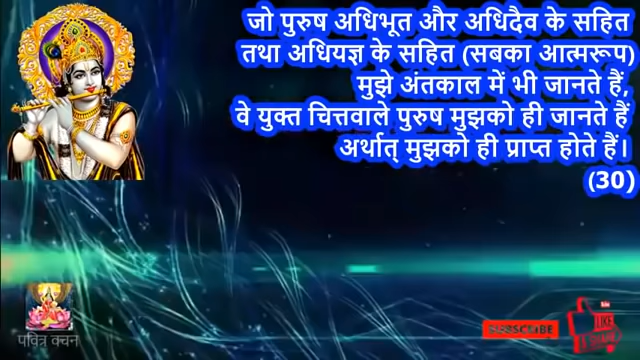 जो पुरुष अधिभूत और अधिदैव के सहित
तथा अधियज्ञ के सहित (सबका आत्मरूप)
मुझे अंतकाल में भी जानते हैं,
वे युक्त चित्तवाले पुरुष मुझको ही जानते हैं
अर्थात् मुझको ही प्राप्त होते हैं।
(30)
पवित्र वचन
SUBSCRIBE
LIKE
& SHARE